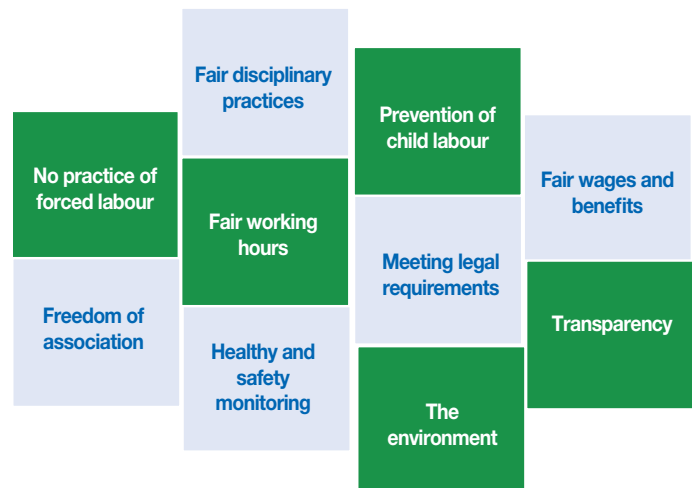 No practice of
forced labour
Freedom of
association
Fair disciplinary
practices
Fair working
hours
Healthy and
safety
monitoring
Prevention of
child labour
Meeting legal
requirements
The
environment
Fair wages and
benefits
Transparency